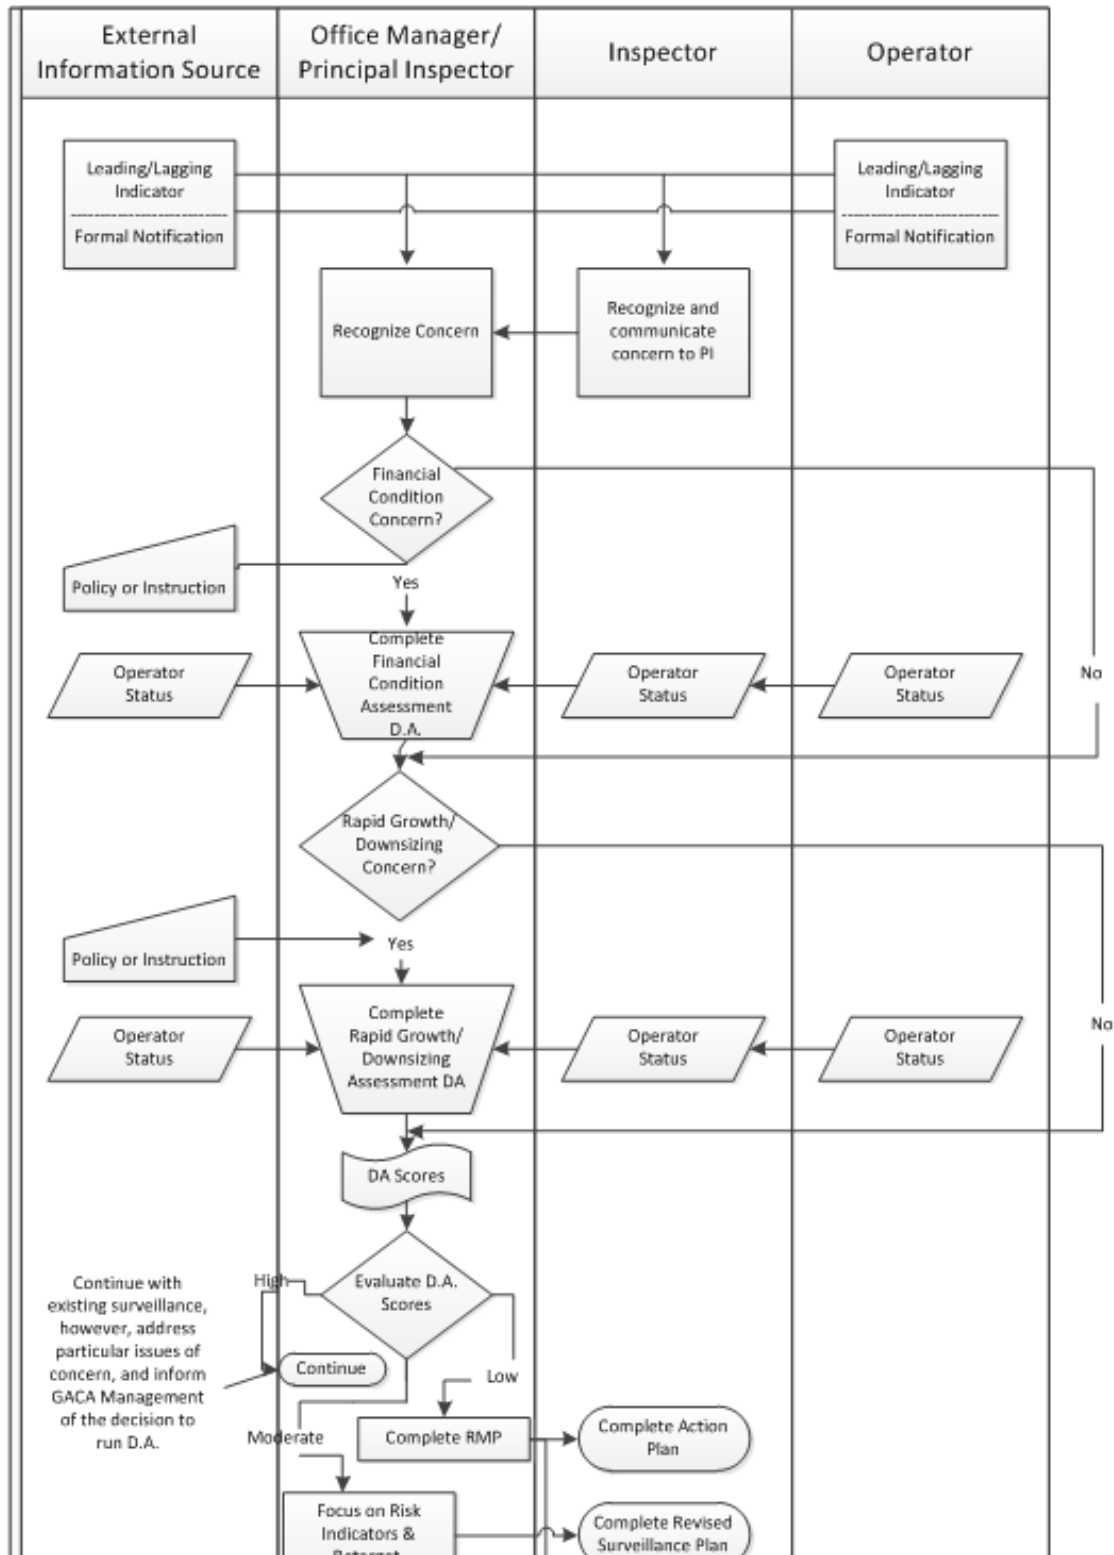 External
Information Source
Office Manager/
Principal Inspector
Inspector
Operator
Leading/Lagging
Indicator
Formal Notification
Leading/Lagging
Indicator
Formal Notification
Recognize Concern
Recognize and
communicate
concern to PI
Financial
Condition
Concern?
Policy or Instruction
Yes
No
Operator
Status
Complete
Financial
Condition
Assessment
D.A.
Operator
Status
Operator
Status
Rapid Growth/
Downsizing
Concern?
Policy or Instruction
Yes
No
Operator
Status
Complete
Rapid Growth/
Downsizing
Assessment DA
Operator
Status
Operator
Status
DA Scores
Evaluate D.A.
Scores
High
Continue with
existing surveillance,
however, address
particular issues of
concern, and inform
GACA Management
of the decision to
run D.A.
Continue
Low
Moderate
Complete RMP
Complete Action
Plan
Focus on Risk
Indicators &
Complete Revised
Surveillance Plan